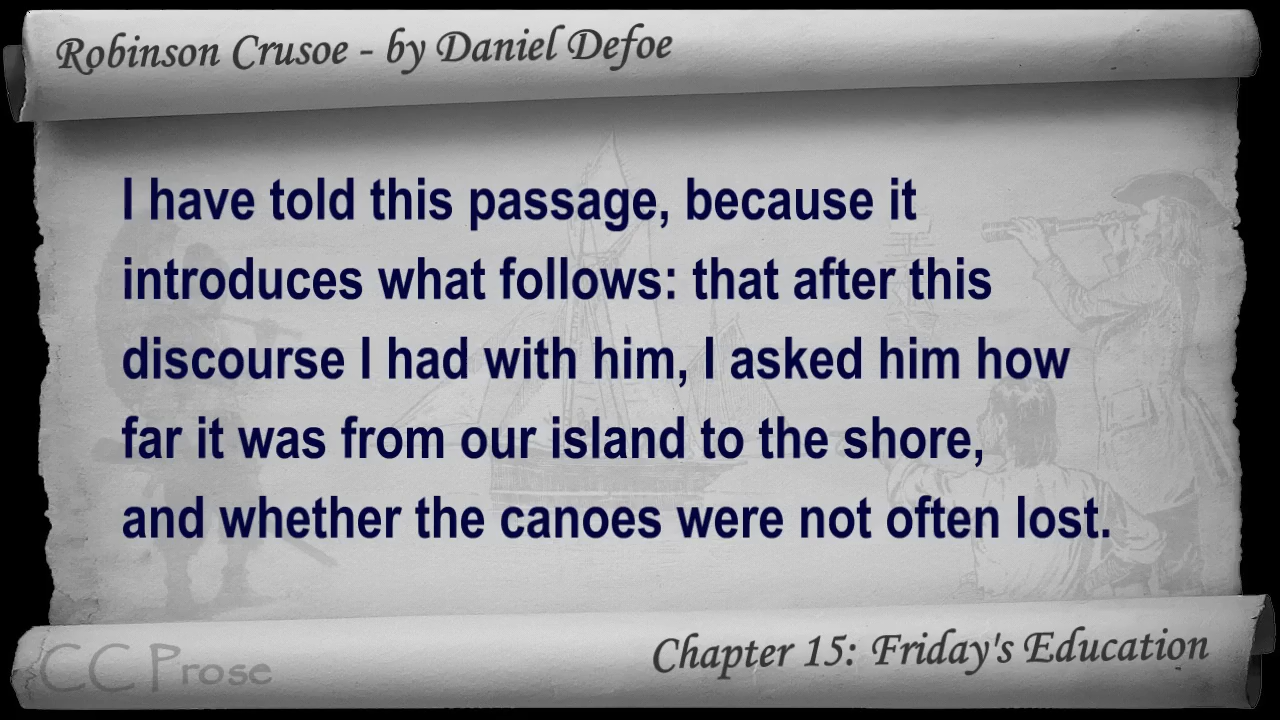 Robinson Crusoe - by Daniel Defoe
I have told this passage, because it
introduces what follows: that after this
discourse I had with him, I asked him how
far it was from our island to the shore,
and whether the canoes were not often lost.
CC Prose
Chapter 15: Friday's Education